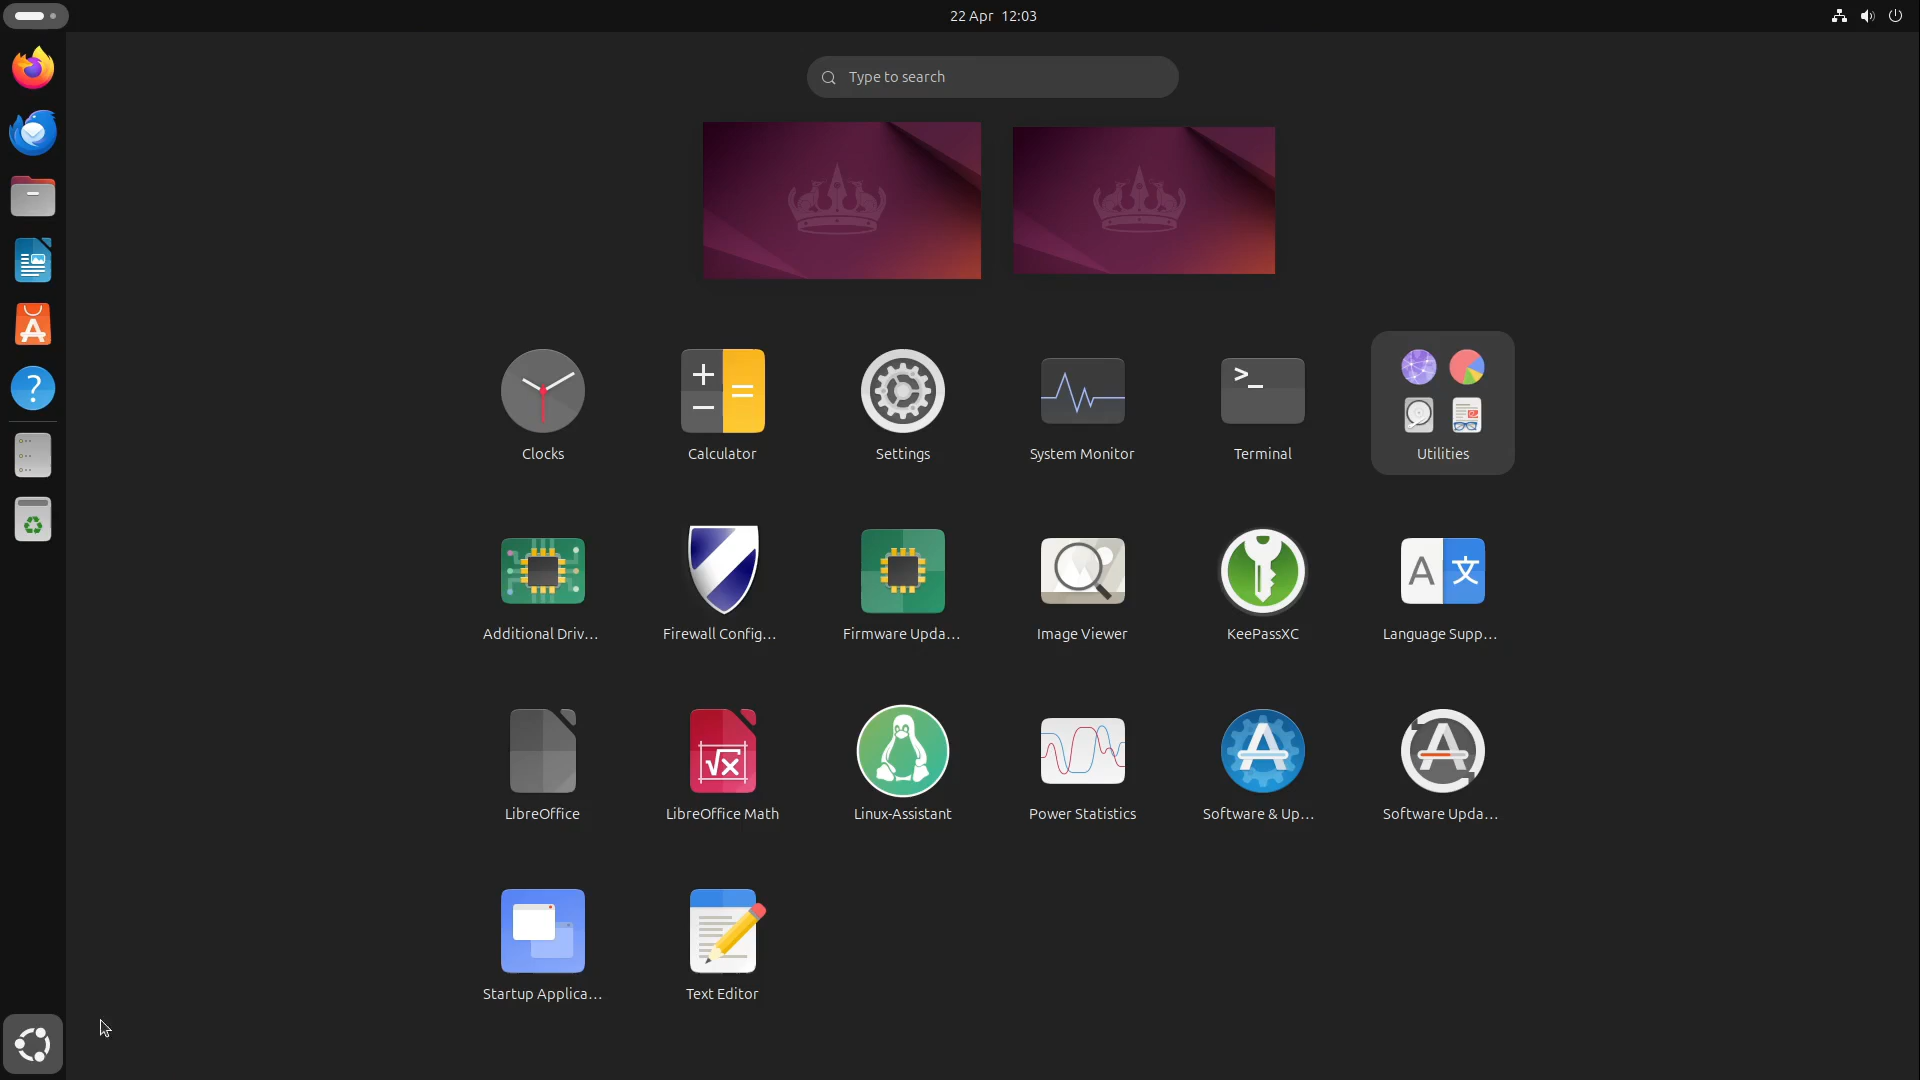 22 Apr 12:03
Type to search
Clocks
Calculator
Settings
System Monitor
Terminal
Utilities
Additional Driv...
Firewall Config...
Firmware Upda...
Image Viewer
KeePassXC
Language Supp...
LibreOffice
LibreOffice Math
Linux-Assistant
Power Statistics
Software & Up...
Software Upda...
Startup Applica...
Text Editor